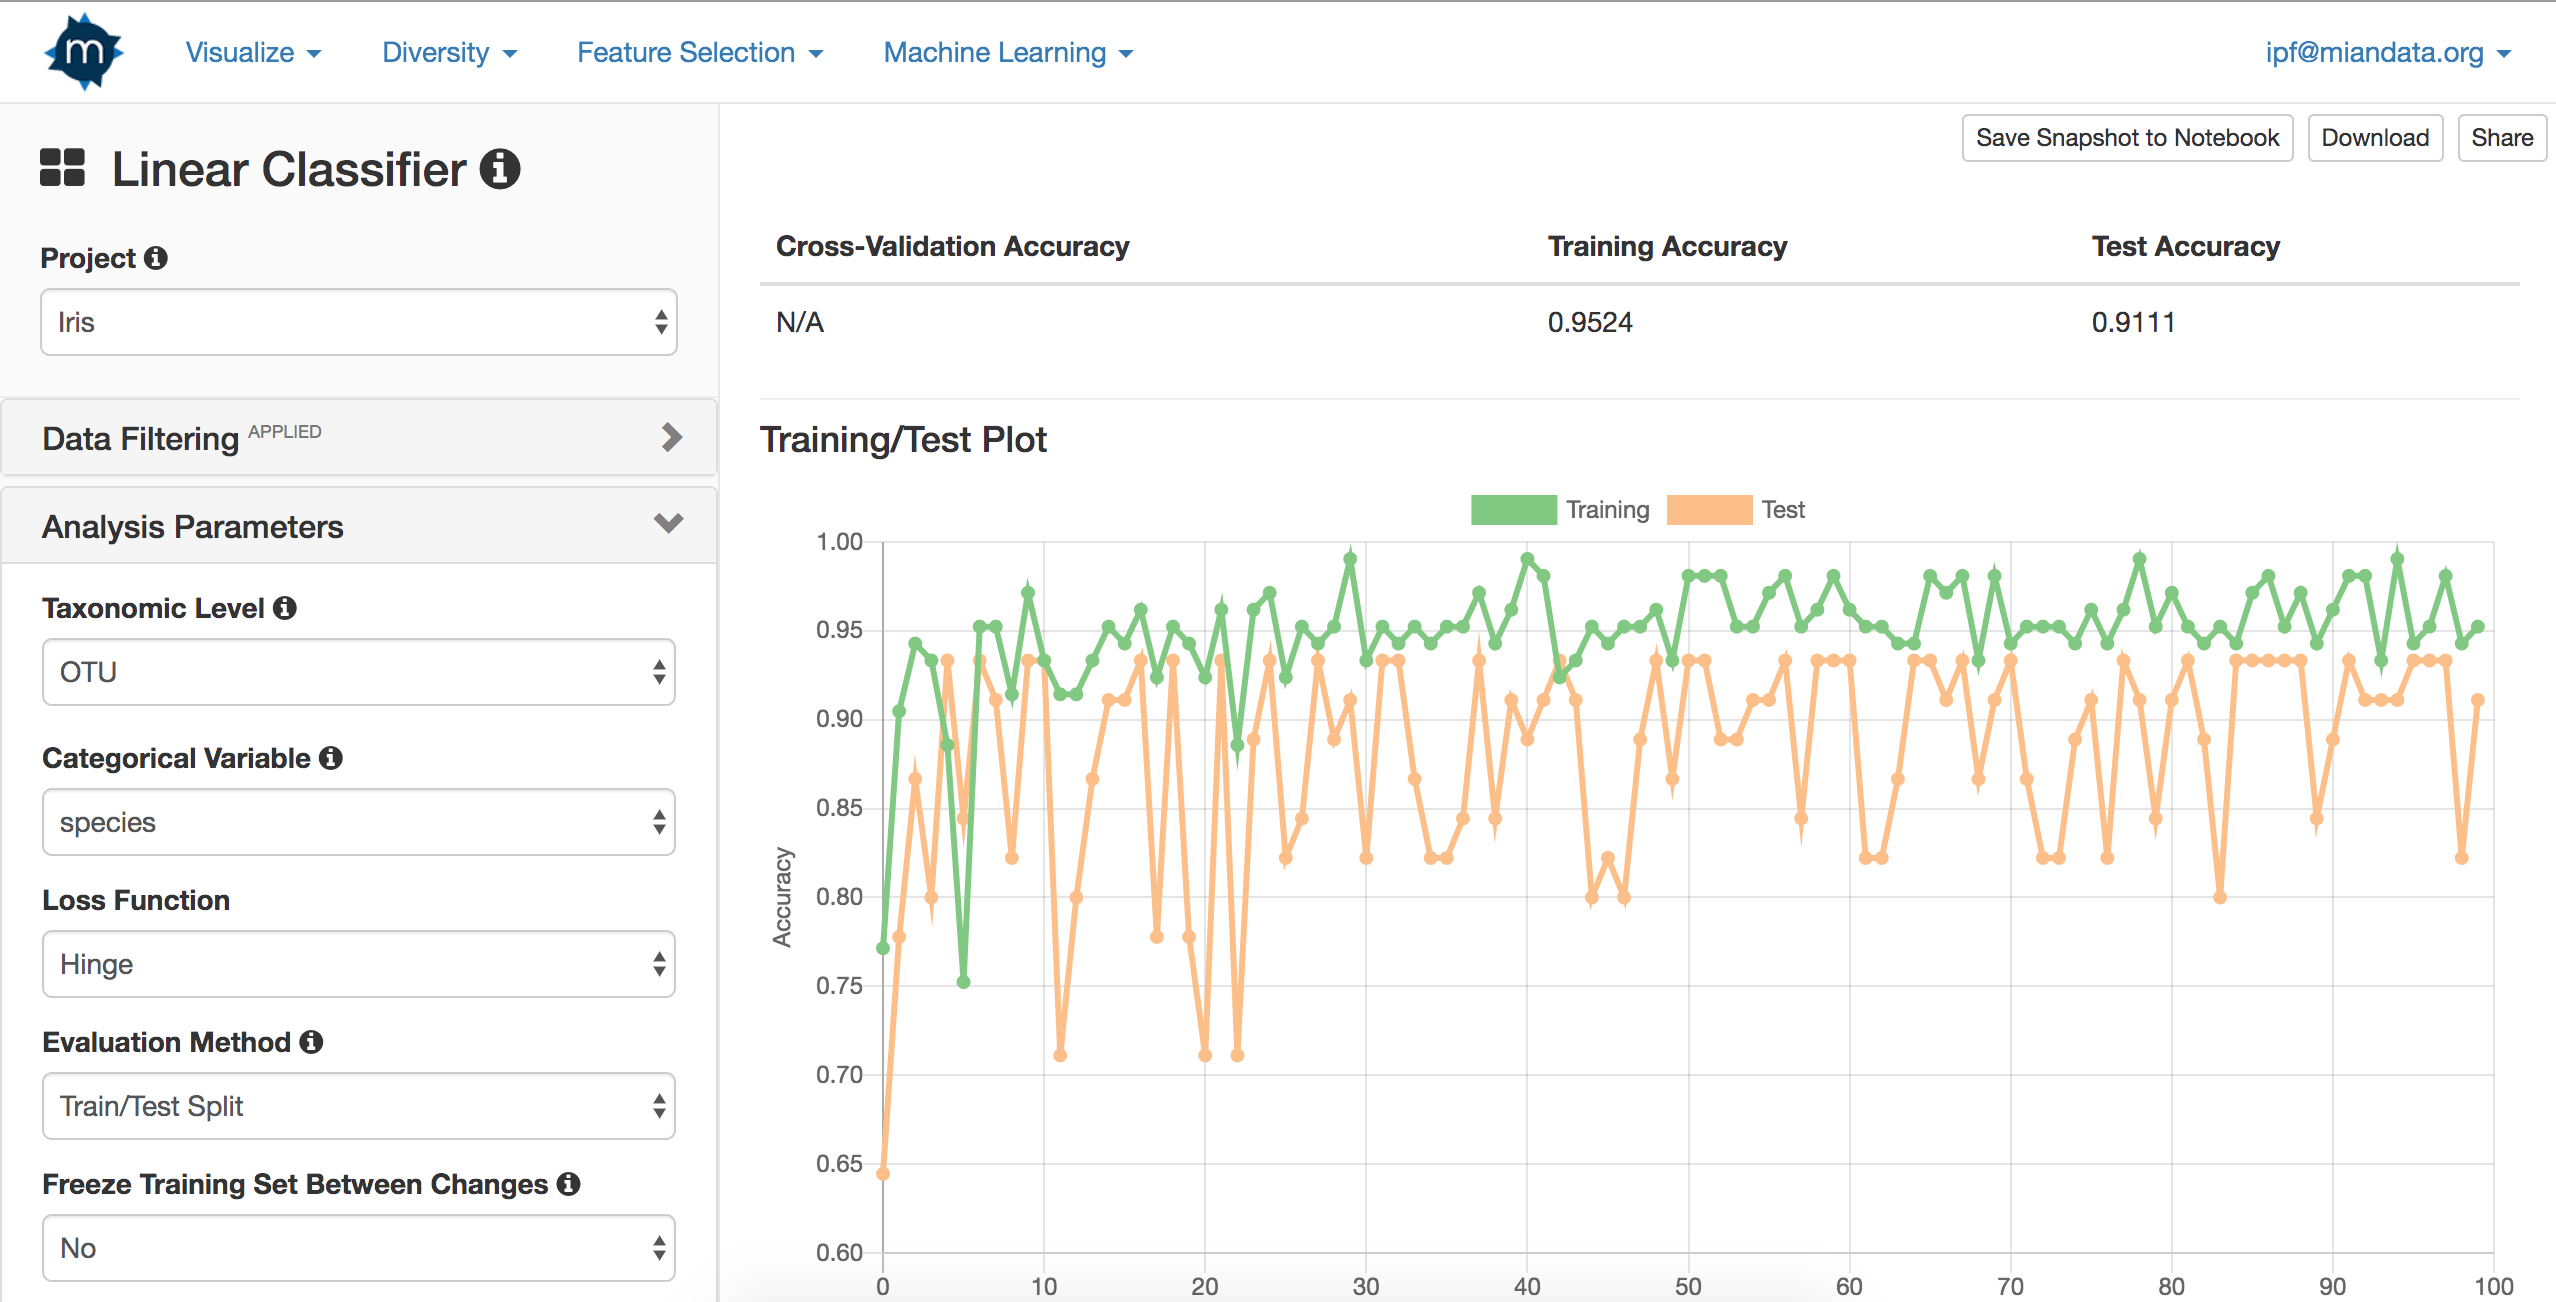 m Visualize Diversity Feature Selection Machine Learning ipf@miandata.org
Save Snapshot to Notebook Download Share
Linear Classifier
Project
Iris
Data Filtering APPLIED
Analysis Parameters
Taxonomic Level
OTU
Categorical Variable
species
Loss Function
Hinge
Evaluation Method
Train/Test Split
Freeze Training Set Between Changes
No
Cross-Validation Accuracy Training Accuracy Test Accuracy
N/A 0.9524 0.9111
Training/Test Plot
Training Test
1.00
0.95
0.90
0.85
0.80
0.75
0.70
0.65
0.60
Accuracy
0 10 20 30 40 50 60 70 80 90 100